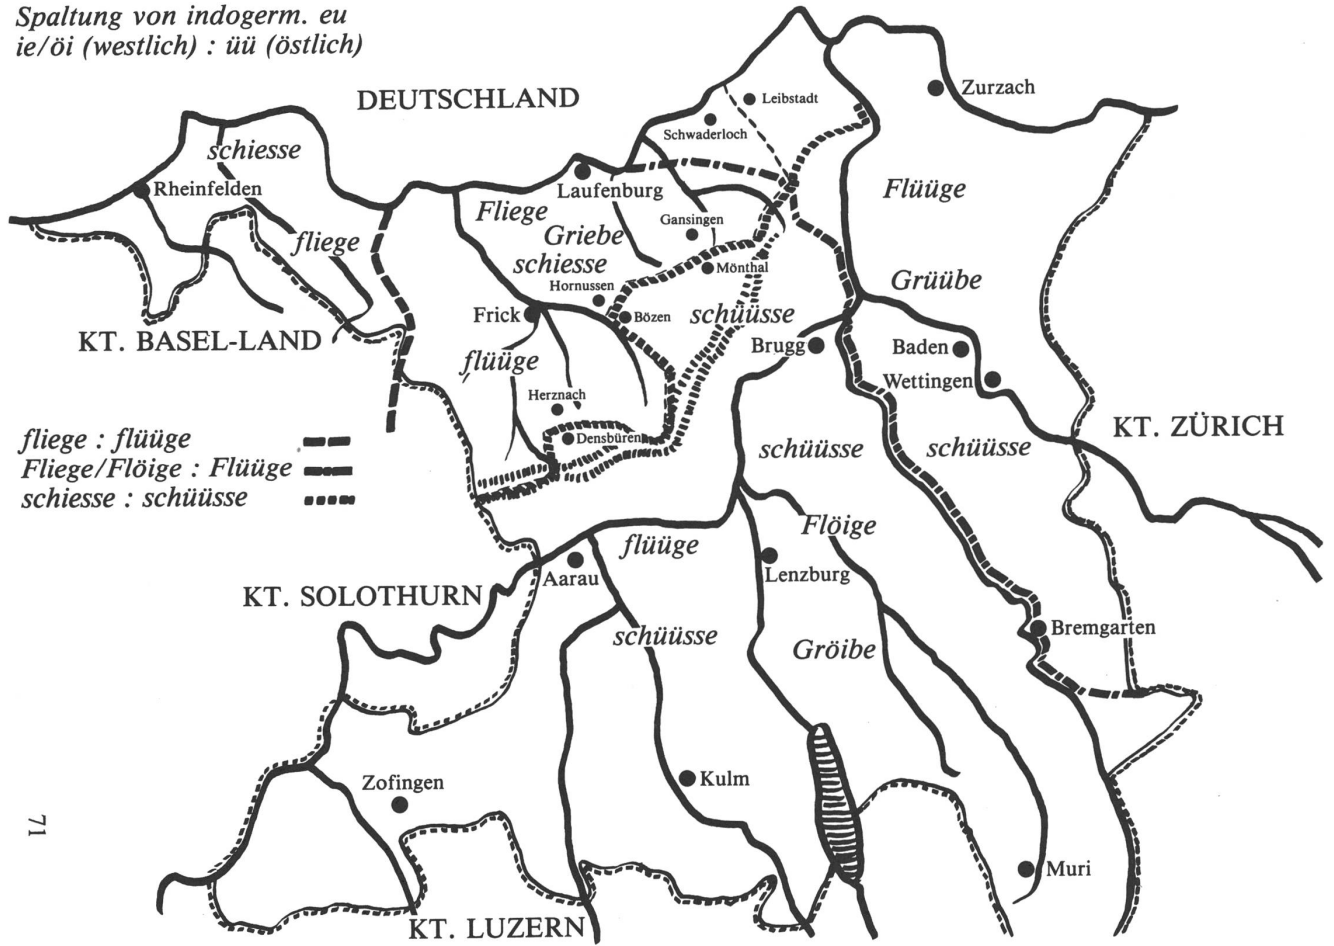 Spaltung von indogerm. eu
ie/öi (westlich) : üü (östlich)
DEUTSCHLAND
Leibstadt
Zurzach
Schwaderloch
schiesse
Rheinfelden
Laufenburg
Flüüge
Fliege
Gansingen
Griebe
fliege
schiesse
Mönthal
Grüübe
Hornussen
Frick
Bözen
schüüsse
KT. BASEL-LAND
Brugg
Baden
flüüge
Wettingen
Herznach
KT. ZÜRICH
fliege : flüüge
Densbüren
schüüsse
schüüsse
Fliege/Flöige : Flüüge
schiesse : schüüsse
Flöige
flüüge
Aarau
Lenzburg
KT. SOLOTHURN
schüüsse
Bremgarten
Gröibe
Zofingen
Kulm
71
Muri
KT. LUZERN